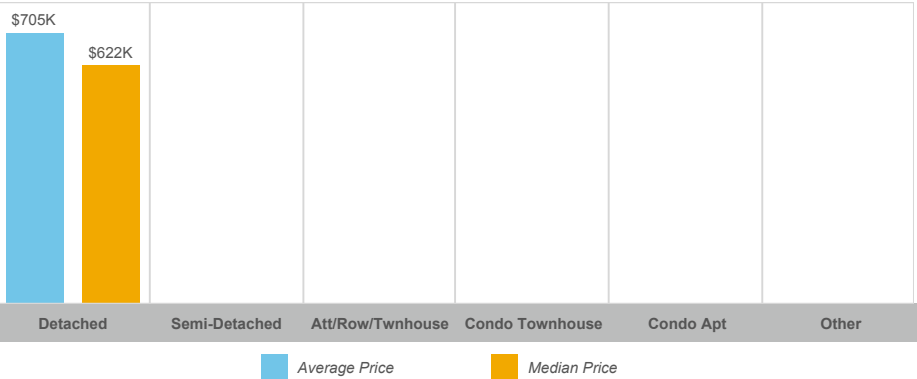 $705K
$622K
Detached Semi-Detached Att/Row/Twnhouse Condo Townhouse Condo Apt Other
Average Price Median Price